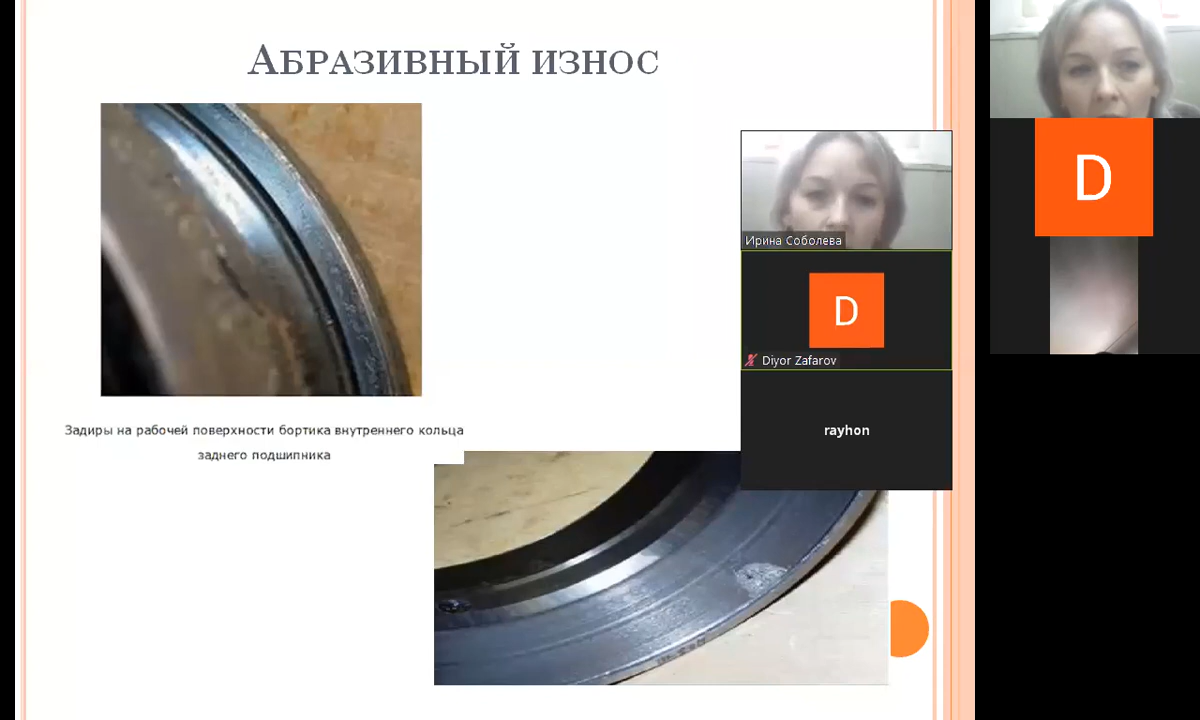 Абразивный износ
Задиры на рабочей поверхности бортика внутреннего кольца
заднего подшипника
Ирина Соболева
D
Diyor Zafarov
rayhon
D